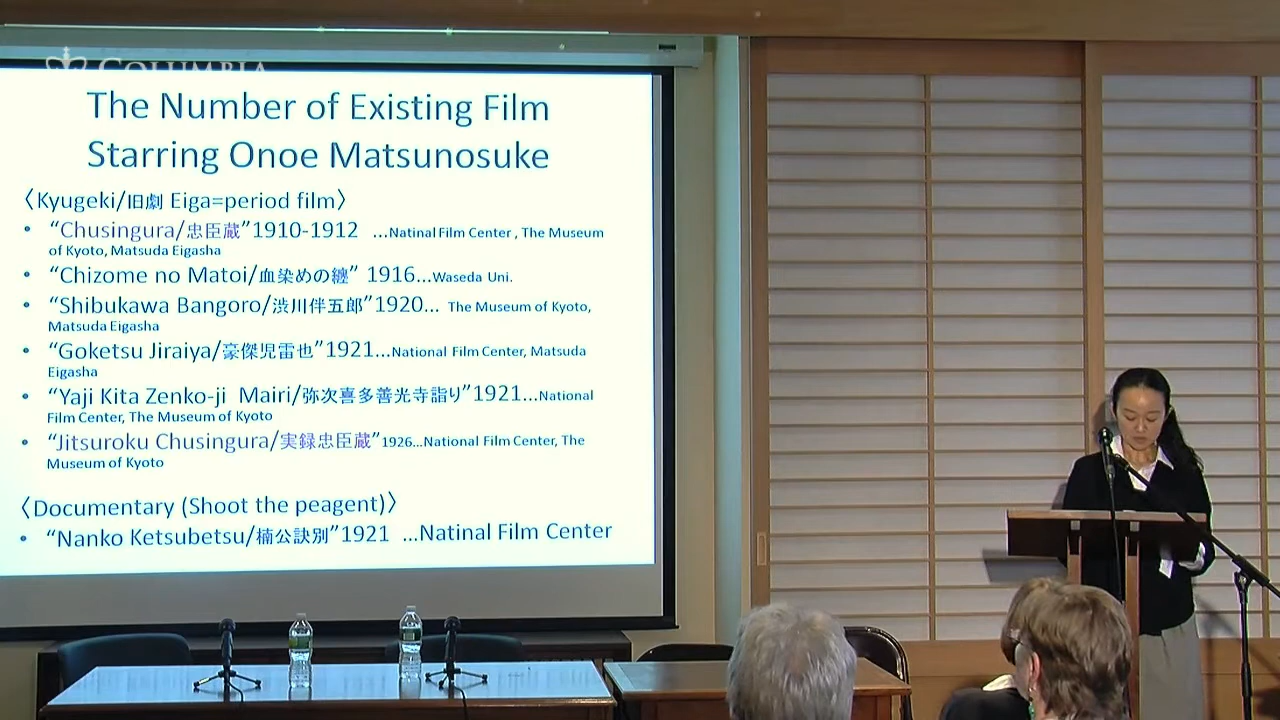 COLUMBIA
The Number of Existing Film
Starring Onoe Matsunosuke
〈Kyugeki/旧劇 Eiga=period film〉
• “Chusingura/忠臣蔵”1910-1912 ...Natinal Film Center , The Museum
of Kyoto, Matsuda Eigasha
• “Chizome no Matoi/血染めの纏” 1916...Waseda Uni.
• “Shibukawa Bangoro/渋川伴五郎”1920... The Museum of Kyoto,
Matsuda Eigasha
• “Goketsu Jiraiya/豪傑児雷也”1921...National Film Center, Matsuda
Eigasha
• “Yaji Kita Zenko-ji Mairi/弥次喜多善光寺詣り”1921...National
Film Center, The Museum of Kyoto
• “Jitsuroku Chusingura/実録忠臣蔵”1926...National Film Center, The
Museum of Kyoto
〈Documentary (Shoot the peagent)〉
• “Nanko Ketsubetsu/楠公訣別”1921 ...Natinal Film Center